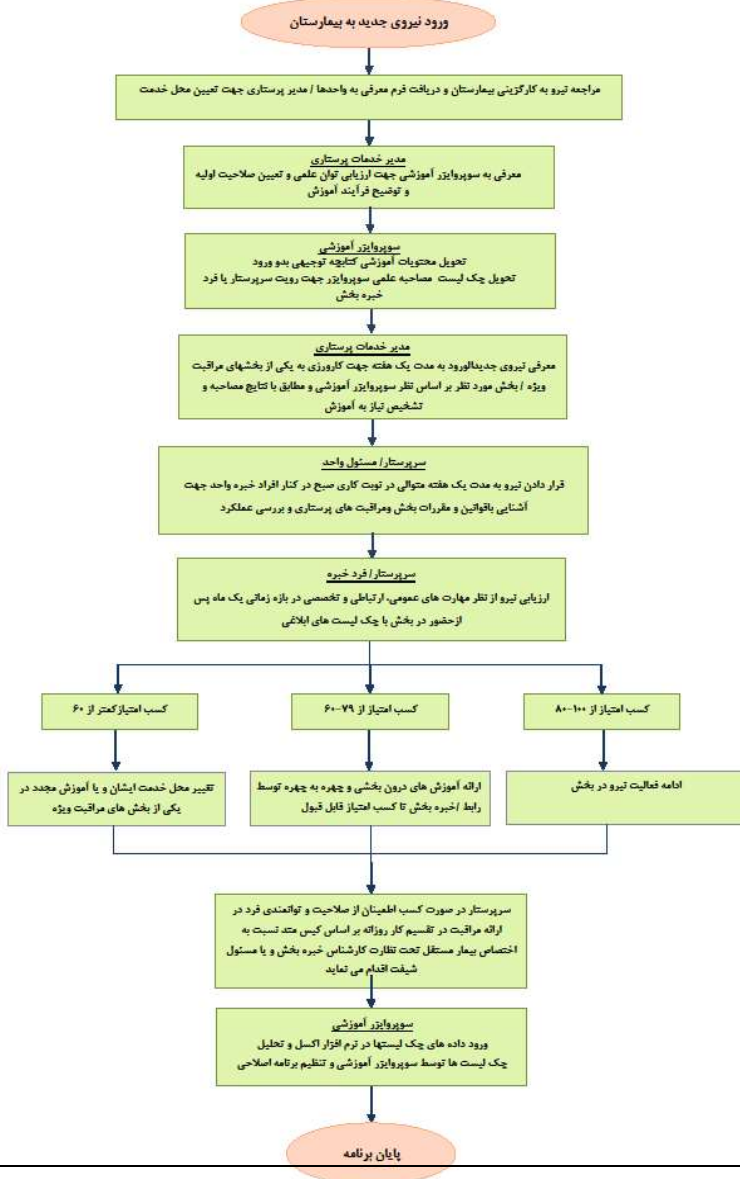 ورود نیروی جدید به بیمارستان
مراجعه نیرو به کارگزینی بیمارستان و دریافت فرم معرفی به واحدها / مدیر پرستاری جهت تعیین محل خدمت
مدیر خدمات پرستاری
معرفی به سوپروایزر آموزشی جهت ارزیابی توان علمی و تعیین صلاحیت اولیه
و توضیح فرآیند آموزش
سوپروایزر آموزشی
تحویل محتویات آموزشی کتابچه توجیهی بدو ورود
تحویل چک لیست مصاحبه علمی سوپروایزر جهت رویت سرپرستار یا فرد
خبره بخش
مدیر خدمات پرستاری
معرفی نیروی جدیدالورود به مدت یک هفته جهت کارورزی به یکی از بخشهای مراقبت
ویژه / بخش مورد نظر بر اساس نظر سوپروایزر آموزشی و مطابق با نتایج مصاحبه و
تشخیص نیاز به آموزش
سرپرستار/ مسئول واحد
قرار دادن نیرو به مدت یک هفته متوالی در نوبت کاری صبح در کنار افراد خبره واحد جهت
آشنایی باقوانین و مقررات بخش ومراقبت های پرستاری و بررسی عملکرد
سرپرستار/ فرد خبره
ارزیابی نیرو از نظر مهارت های عمومی، ارتباطی و تخصصی در بازه زمانی یک ماه پس
ازحضور در بخش با چک لیست های ابلاغی
کسب امتیاز از ۱۰۰-۸۰
کسب امتیاز از ۷۹-۶۰
کسب امتیازکمتر از ۶۰
ادامه فعالیت نیرو در بخش
ارائه آموزش های درون بخشی و چهره به چهره توسط
رابط /خبره بخش تا کسب امتیاز قابل قبول
تغییر محل خدمت ایشان و یا آموزش مجدد در
یکی از بخش های مراقبت ویژه
سرپرستار در صورت کسب اطمینان از صلاحیت و توانمندی فرد در
ارائه مراقبت در تقسیم کار روزانه بر اساس کیس متد نسبت به
اختصاص بیمار مستقل تحت نظارت کارشناس خبره بخش و یا مسئول
شیفت اقدام می نماید
سوپروایزر آموزشی
ورود داده های چک لیستها در نرم افزار اکسل و تحلیل
چک لیست ها توسط سوپروایزر آموزشی و تنظیم برنامه اصلاحی
پایان برنامه